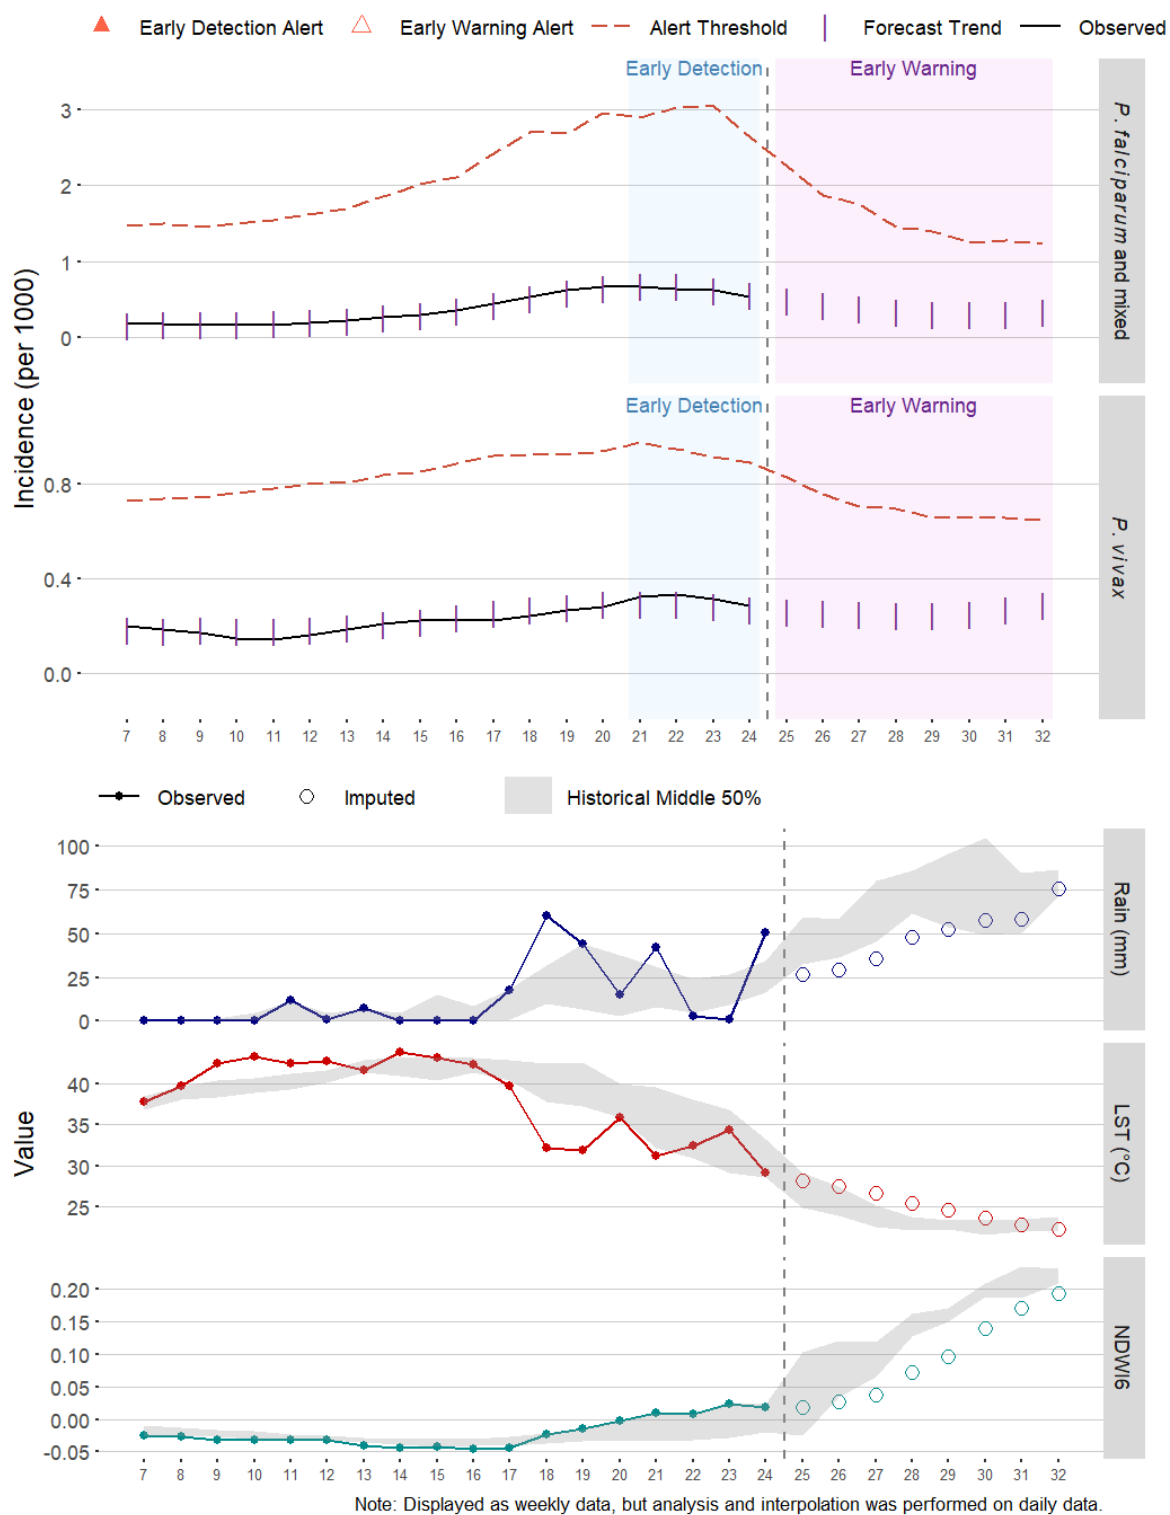 Early Detection Alert Early Warning Alert Alert Threshold Forecast Trend Observed
Early Detection Early Warning
3
2
1
0
P. falciparum and mixed
Incidence (per 1000)
Early Detection Early Warning
0.8
0.4
0.0
P. vivax
7 8 9 10 11 12 13 14 15 16 17 18 19 20 21 22 23 24 25 26 27 28 29 30 31 32
Observed Imputed Historical Middle 50%
100
75
50
25
0
Rain (mm)
Value
40
35
30
25
LST (°C)
0.20
0.15
0.10
0.05
0.00
-0.05
NDWI6
7 8 9 10 11 12 13 14 15 16 17 18 19 20 21 22 23 24 25 26 27 28 29 30 31 32
Note: Displayed as weekly data, but analysis and interpolation was performed on daily data.